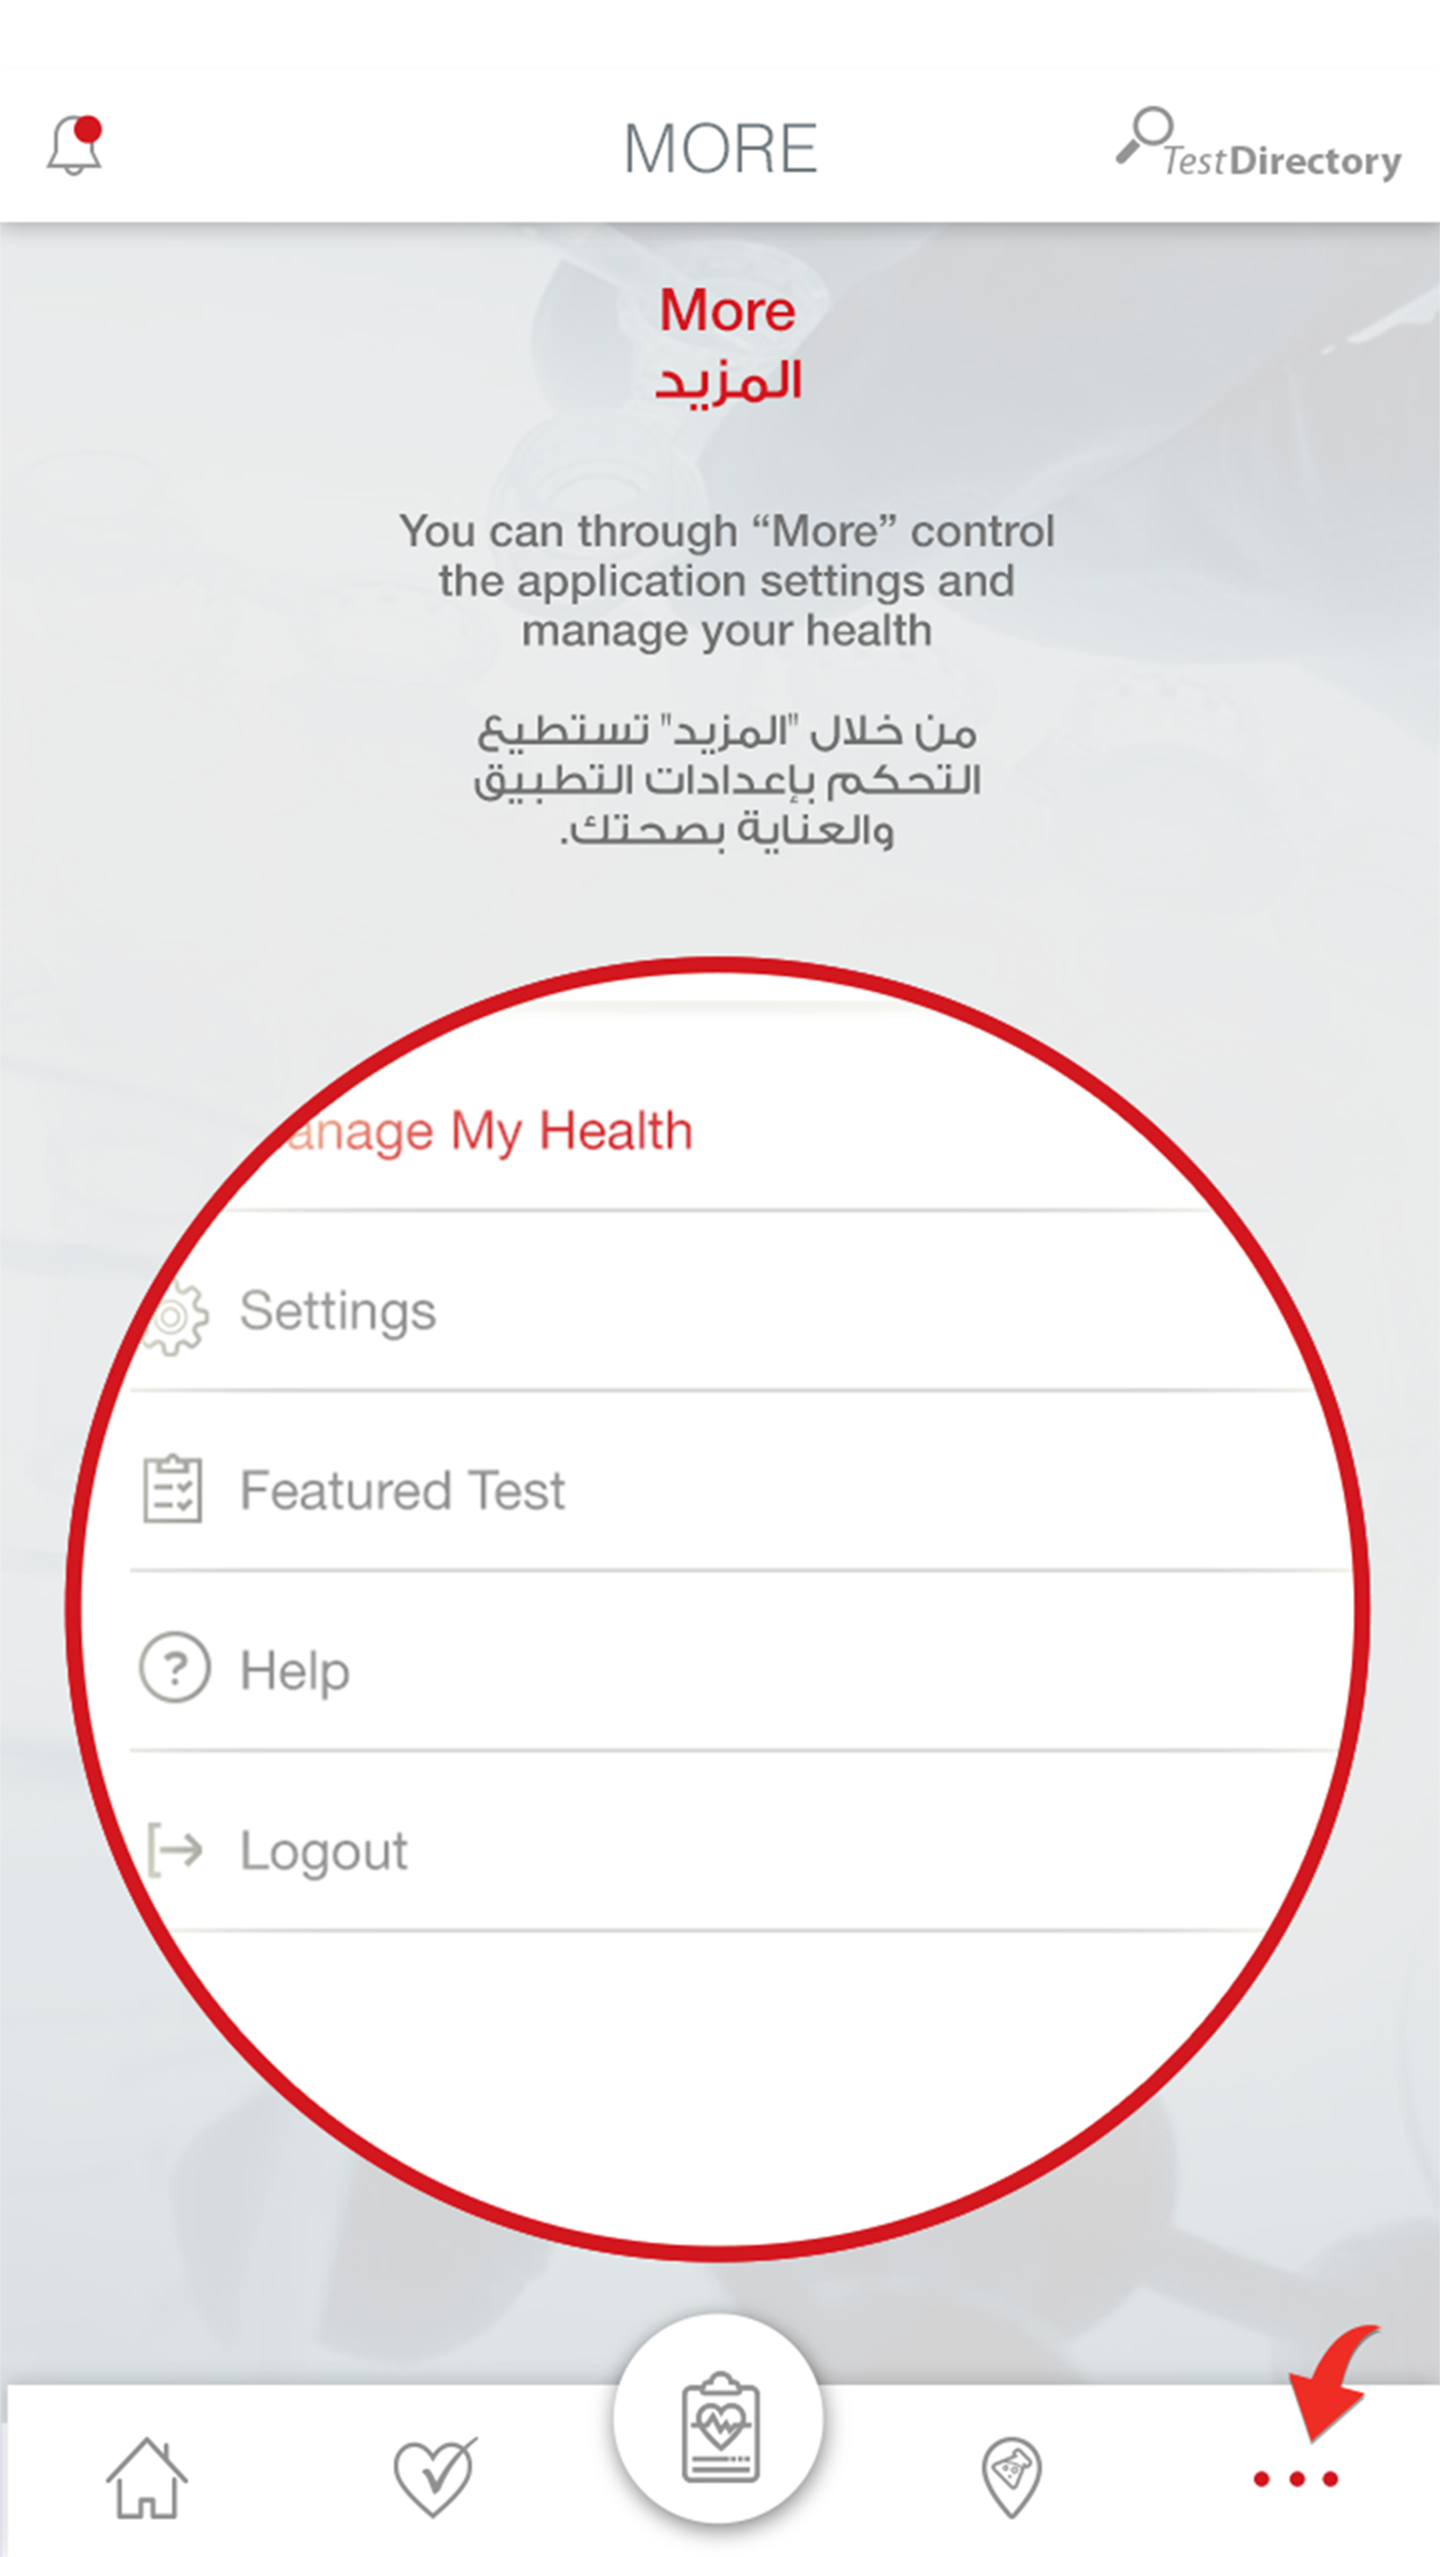 MORE
TestDirectory
More
المزيد
You can through “More” control
the application settings and
manage your health
من خلال "المزيد" تستطيع
التحكم بإعدادات التطبيق
والعناية بصحتك.
anage My Health
Settings
Featured Test
Help
Logout